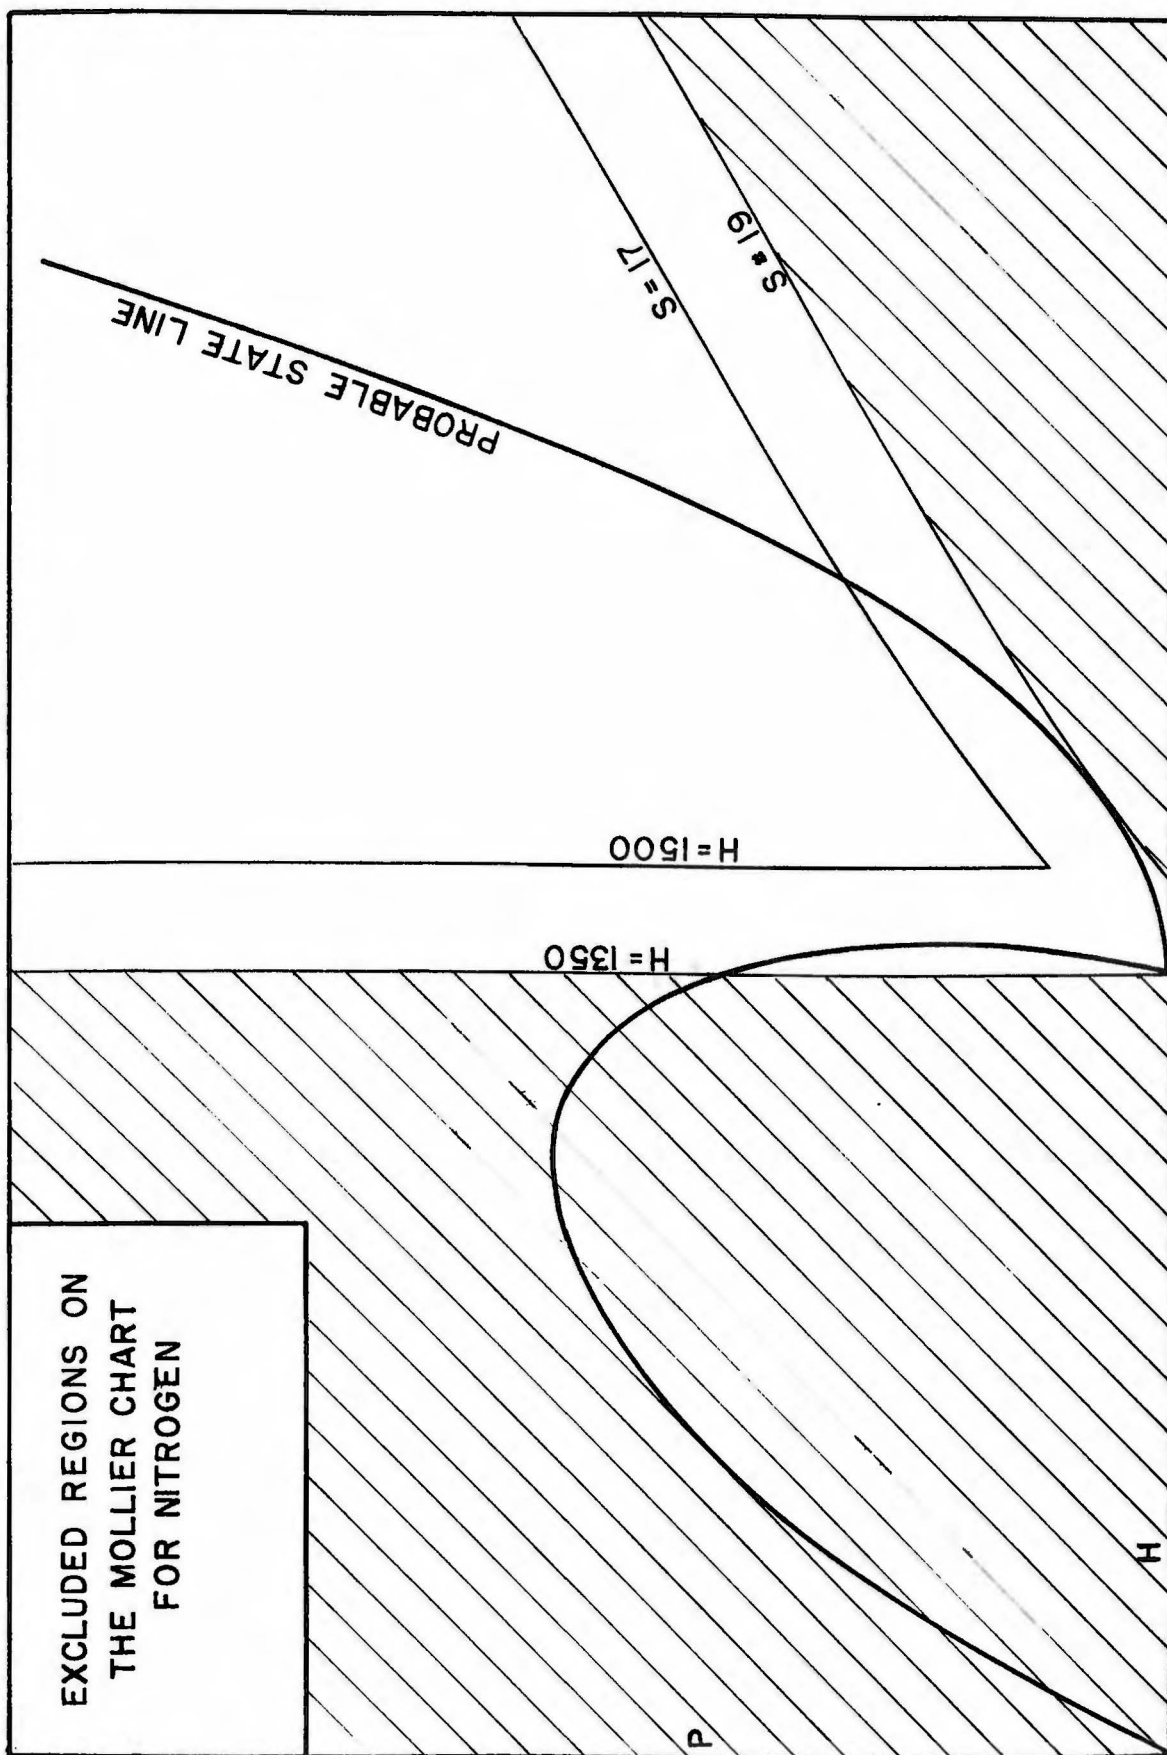 EXCLUDED REGIONS ON
THE MOLLIER CHART
FOR NITROGEN
PROBABLE STATE LINE
S=17
S=19
H=1500
H=1350
P
H